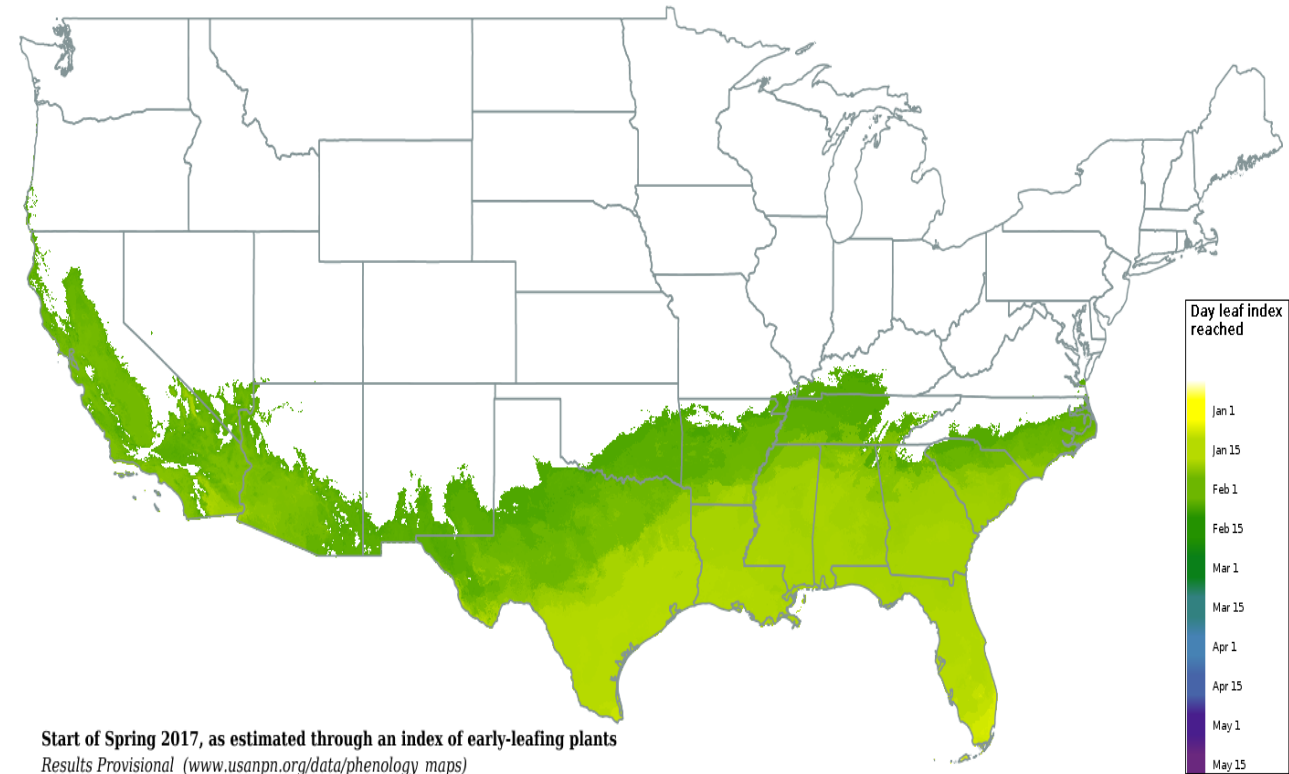 Day leaf index
reached
Jan 1
Jan 15
Feb 1
Feb 15
Mar 1
Mar 15
Apr 1
Apr 15
May 1
May 15
Start of Spring 2017, as estimated through an index of early-leafing plants
Results Provisional (www.usanpn.org/data/phenology_maps)